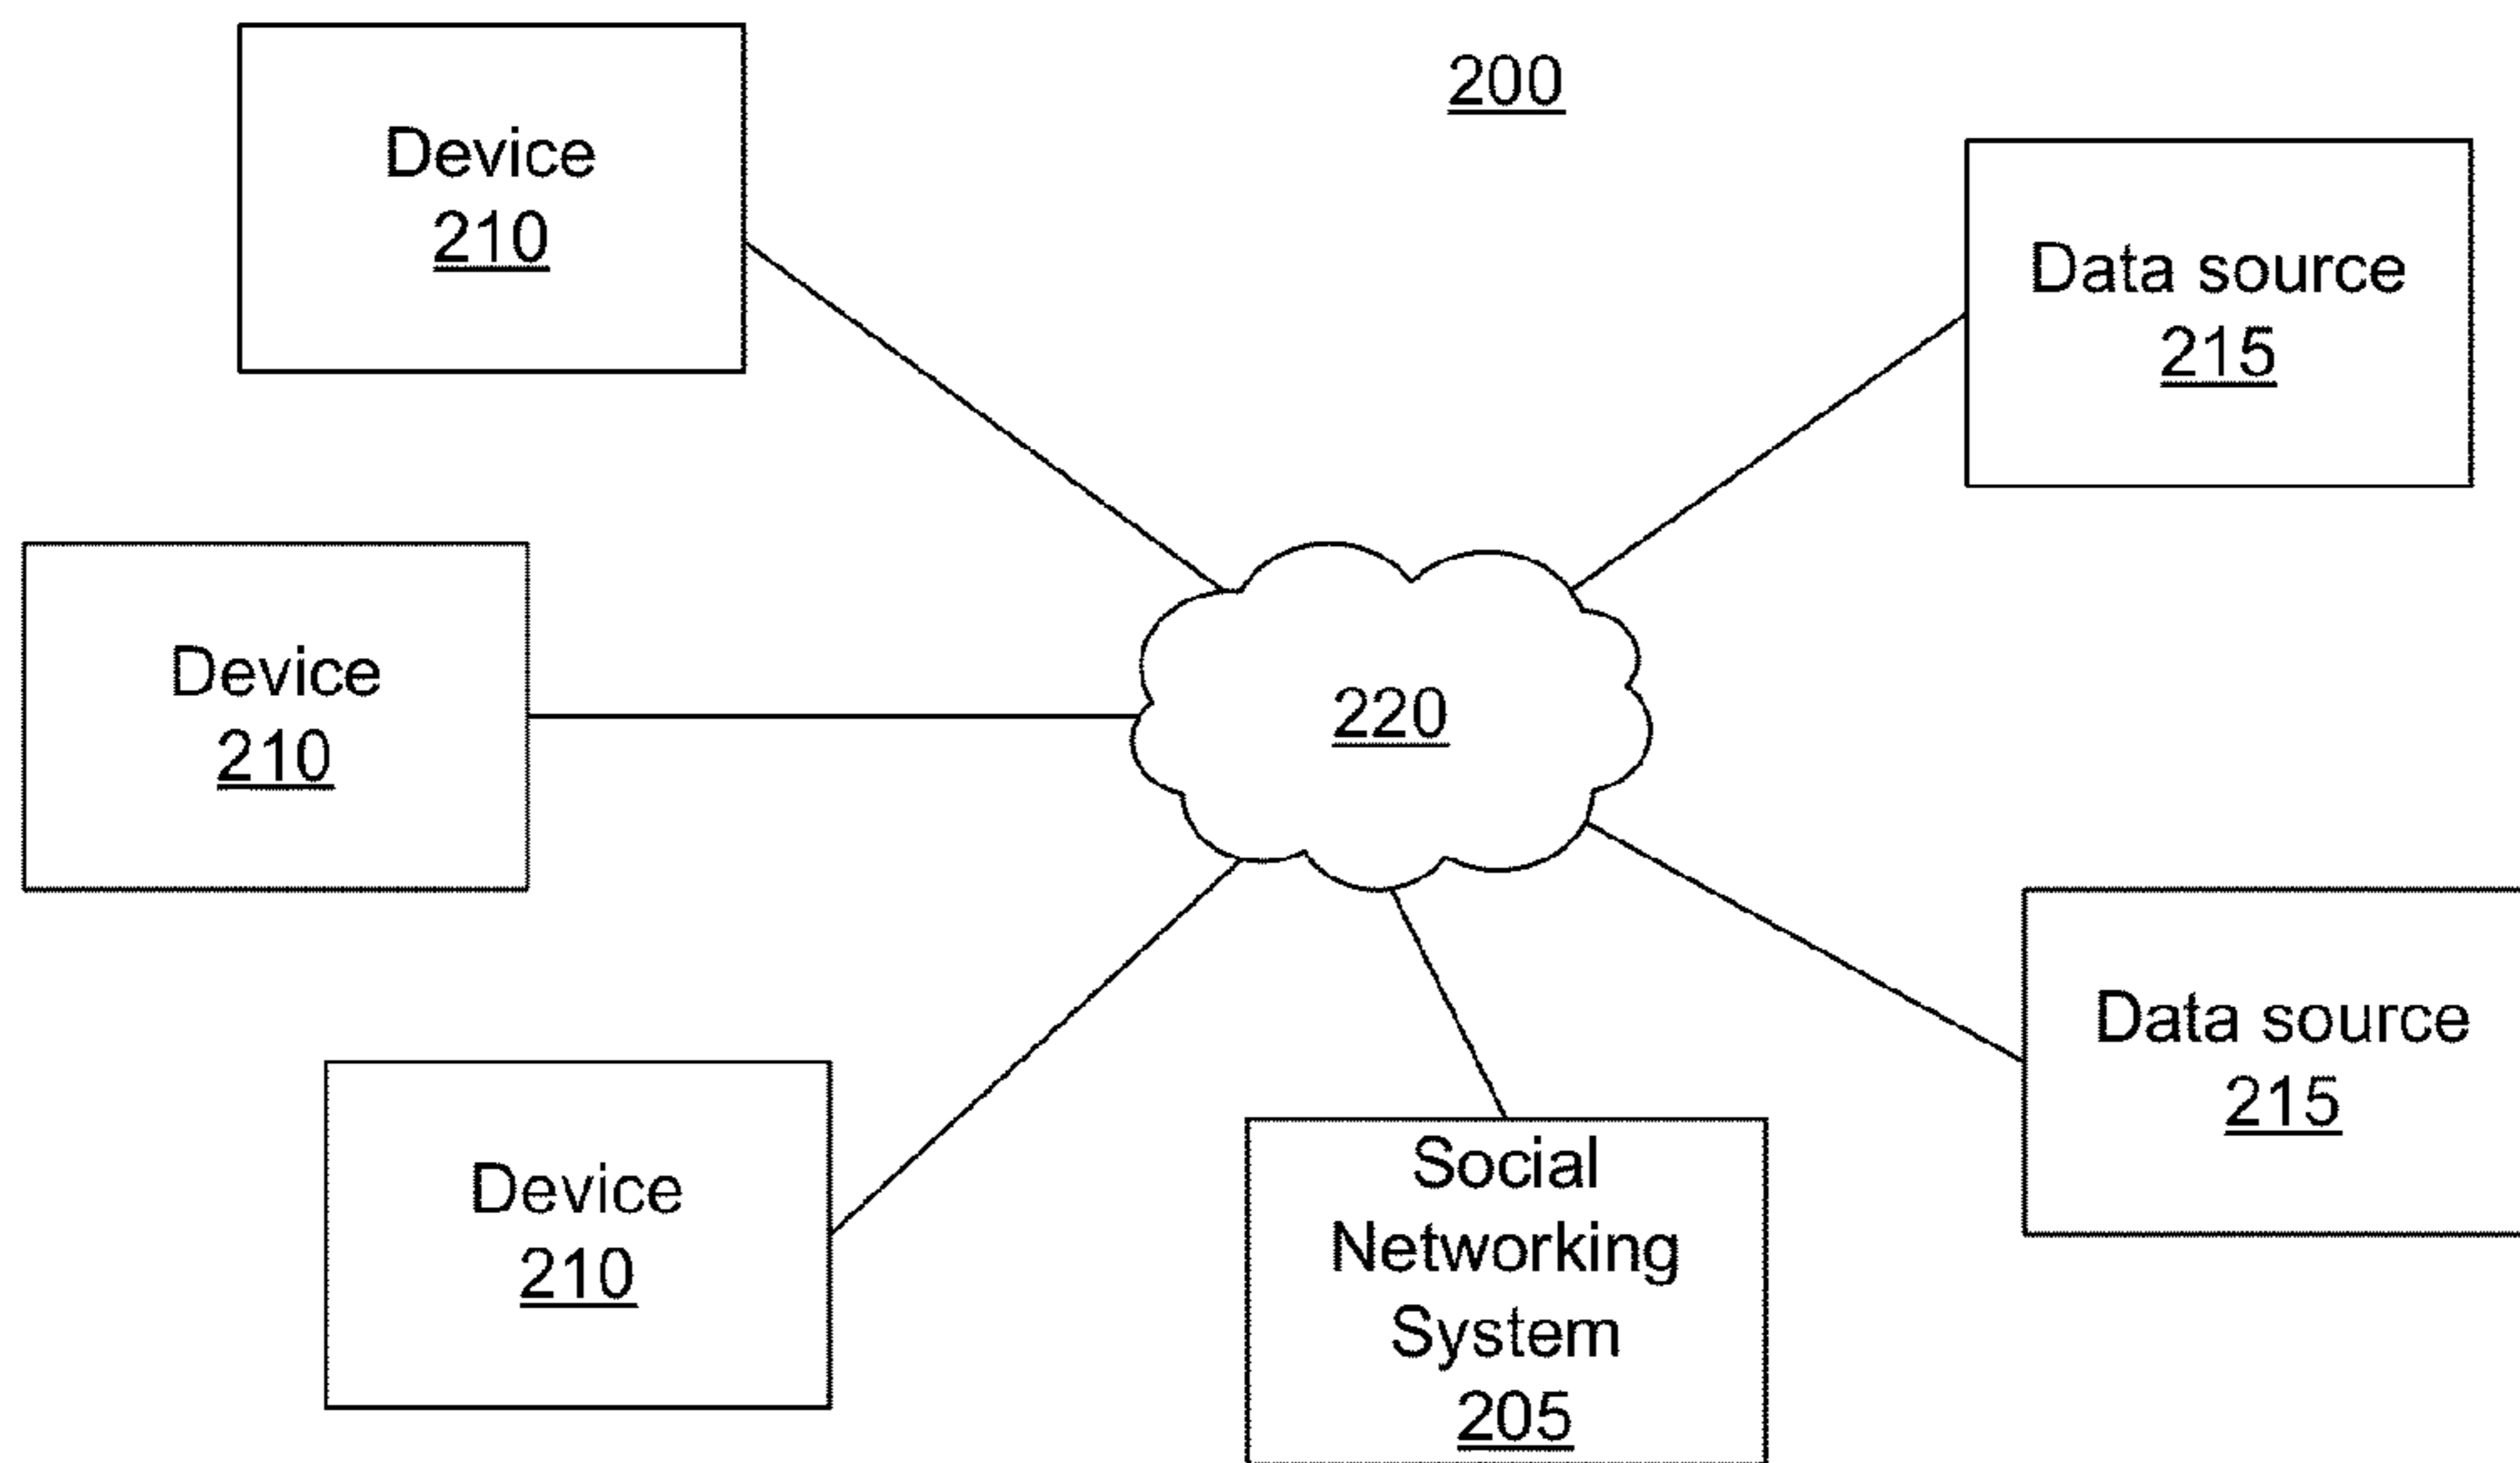 200
Device
210
Data source
215
Device
210
220
Data source
215
Device
210
Social
Networking
System
205